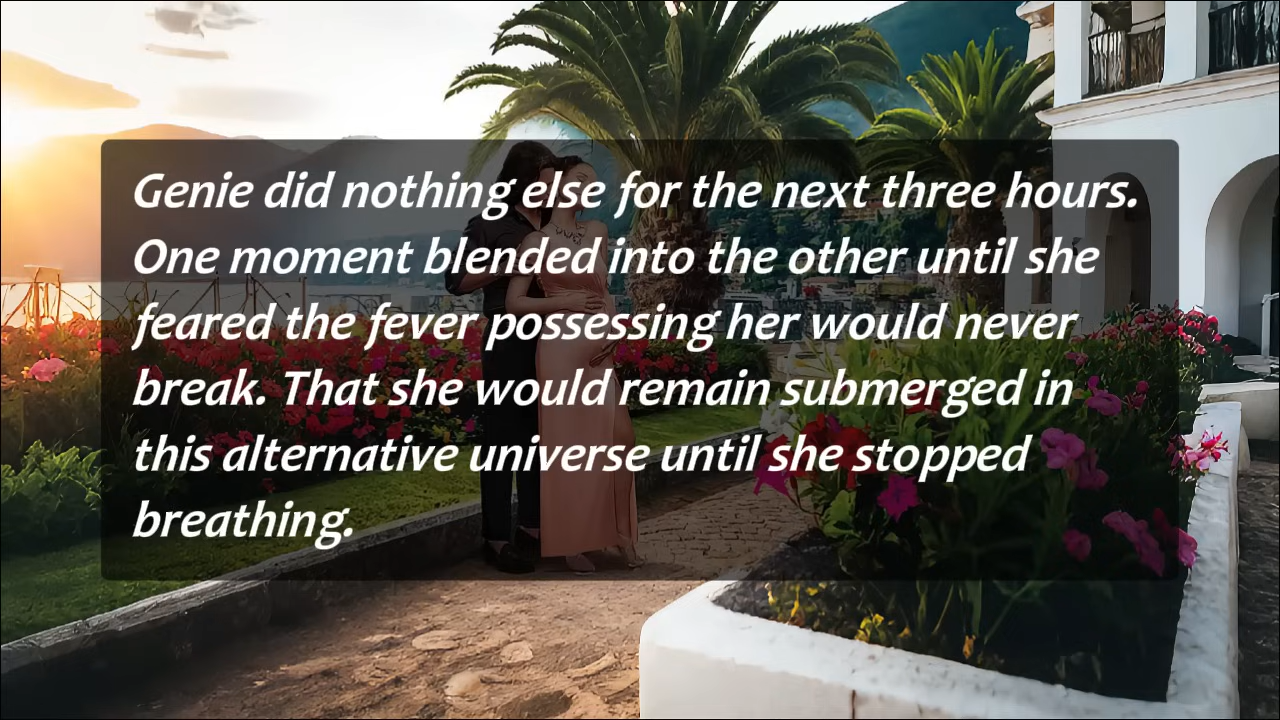 Genie did nothing else for the next three hours.
One moment blended into the other until she
feared the fever possessing her would never
break. That she would remain submerged in
this alternative universe until she stopped
breathing.